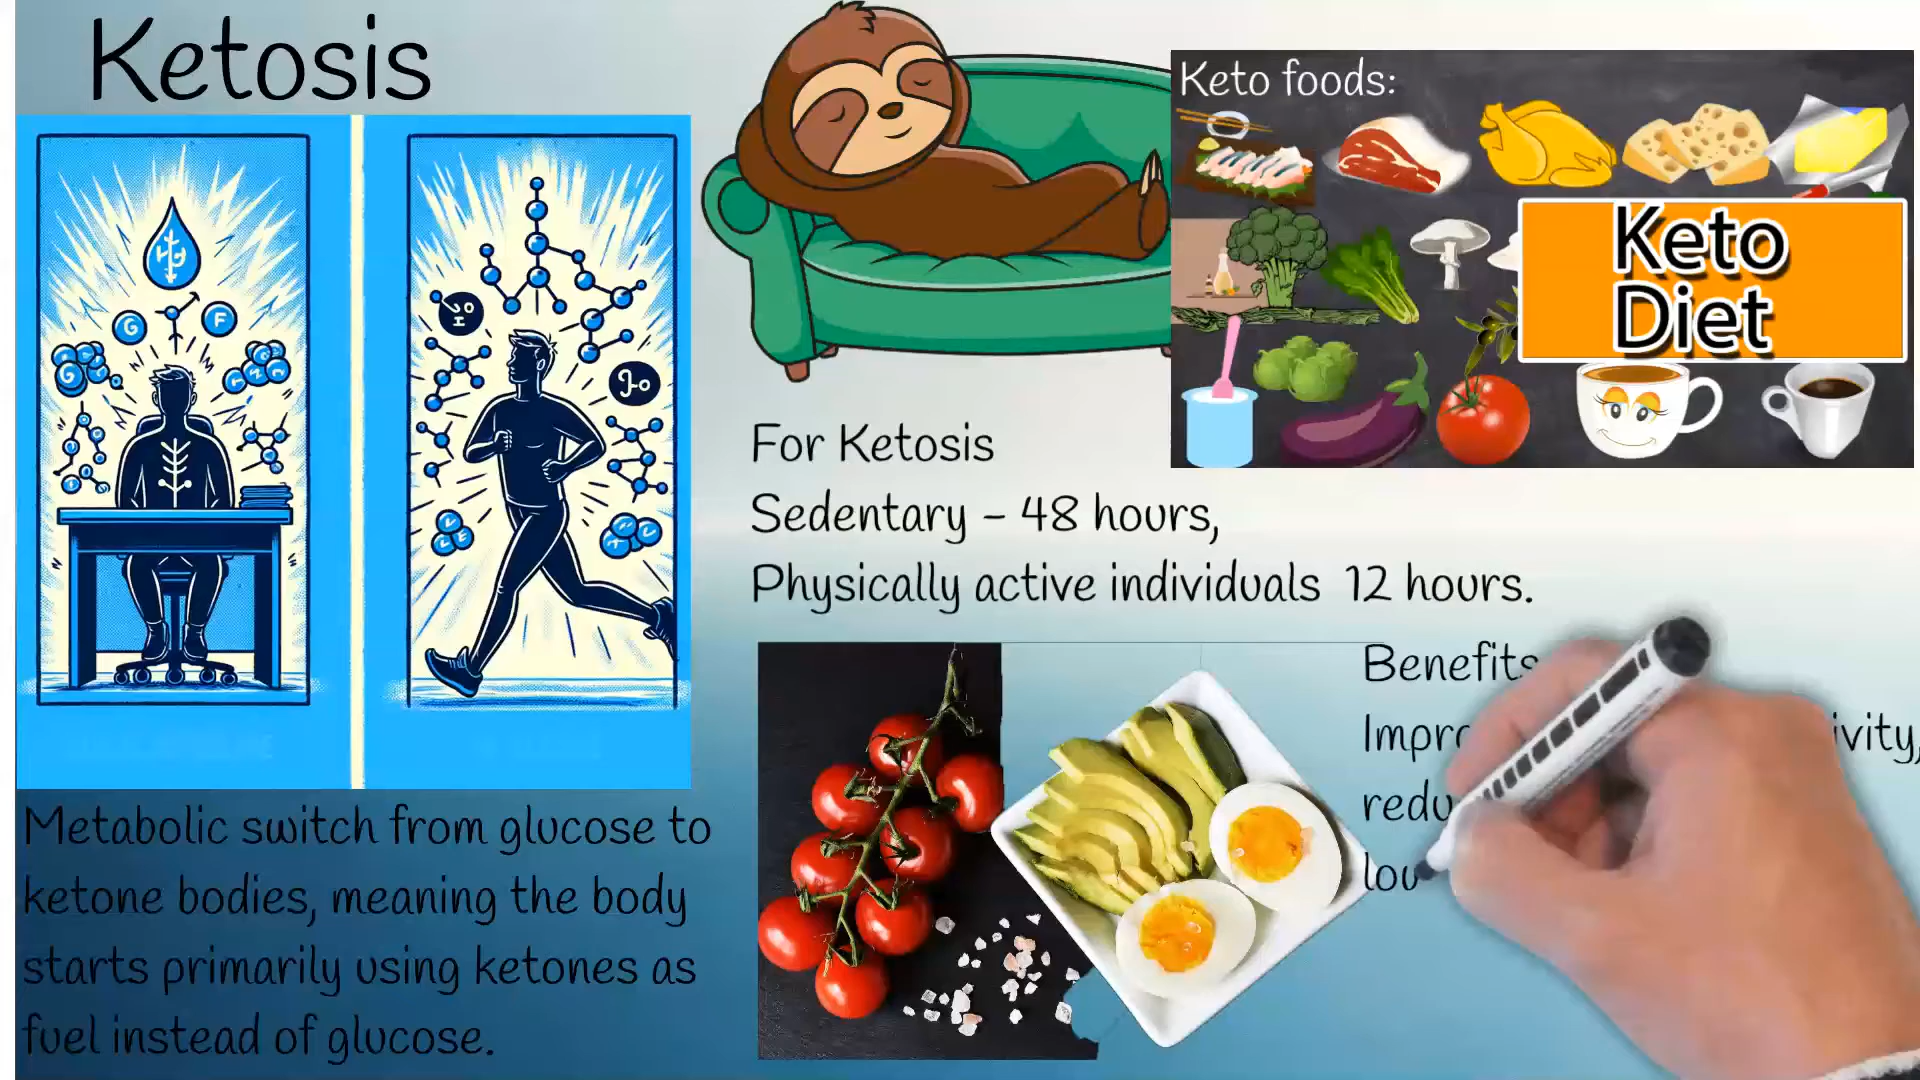 Ketosis
Keto foods:
Keto
Diet
G
F
G
For Ketosis
Sedentary – 48 hours,
Physically active individuals 12 hours.
Benefits
Metabolic switch from glucose to
ketone bodies, meaning the body
starts primarily using ketones as
fuel instead of glucose.